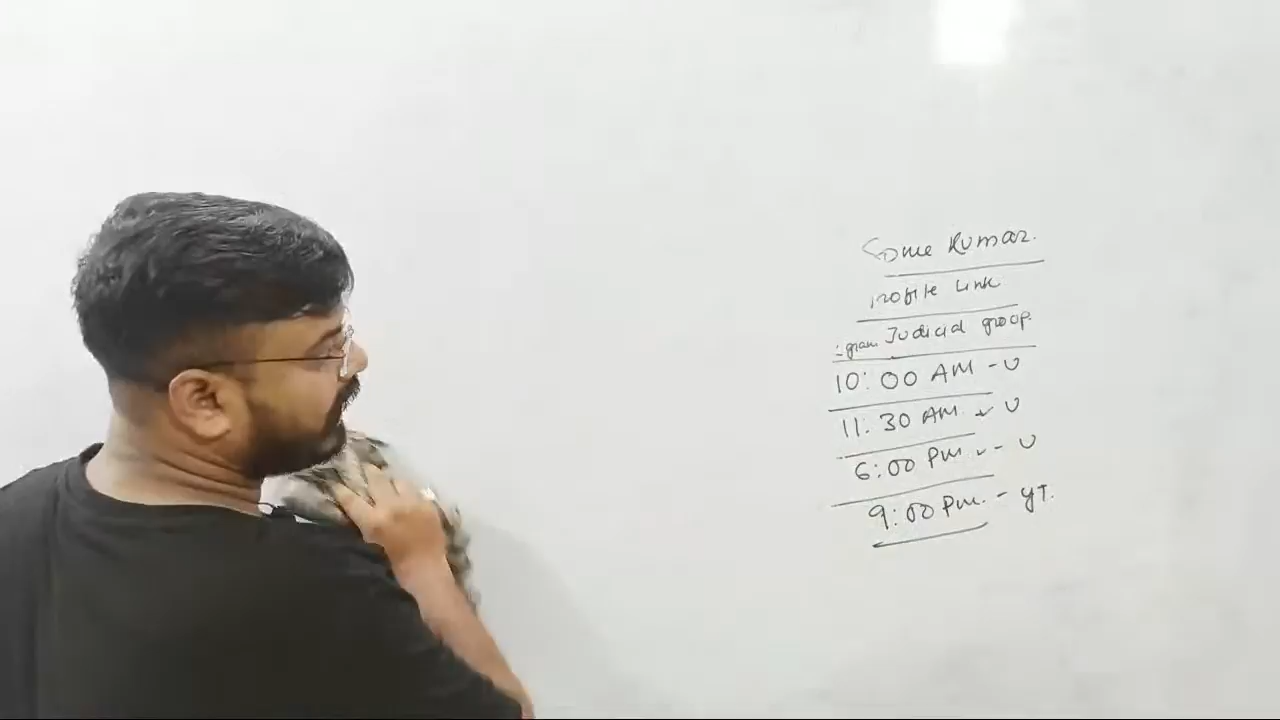 Some Kumar.
Profile Link
:gram Judicial group.
10:00 AM - U
11:30 AM - U
6:00 PM - U
9:00 PM. - YT.